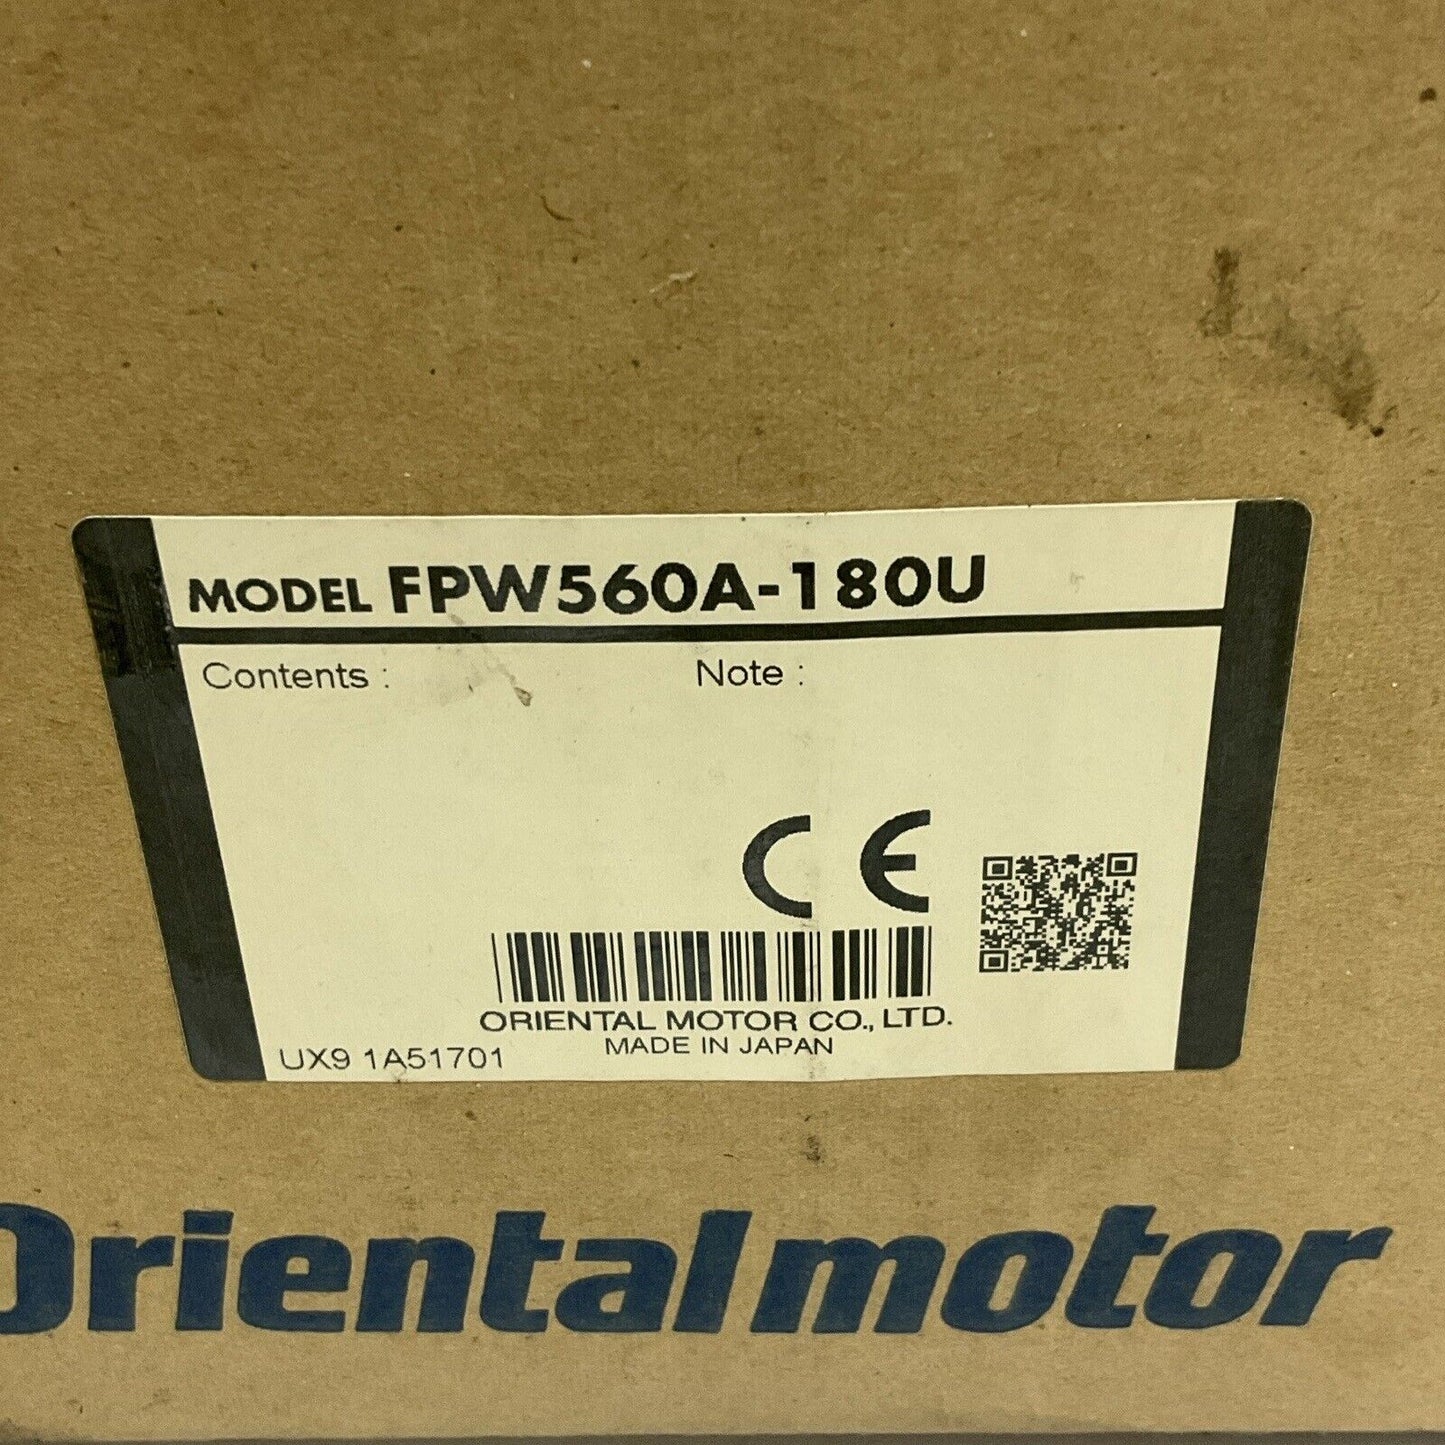 MODEL FPW560A-180U
Contents : Note :
CE
ORIENTAL MOTOR CO., LTD.
MADE IN JAPAN
UX9 1A51701
Orientalmotor